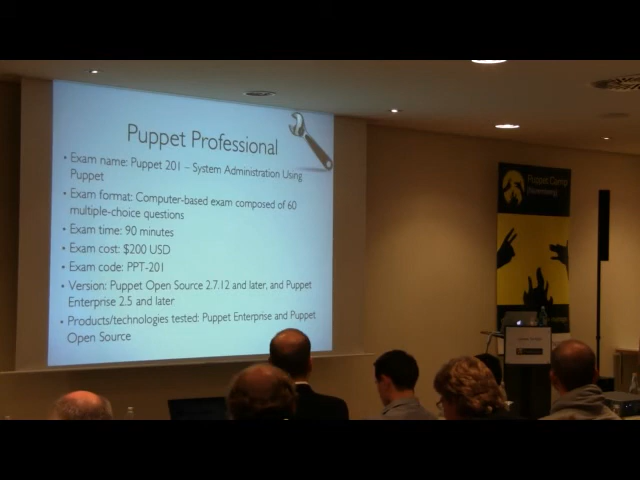 Puppet Professional
• Exam name: Puppet 201 – System Administration Using
Puppet
• Exam format: Computer-based exam composed of 60
multiple-choice questions
• Exam time: 90 minutes
• Exam cost: $200 USD
• Exam code: PPT-201
• Version: Puppet Open Source 2.7.12 and later, and Puppet
Enterprise 2.5 and later
• Products/technologies tested: Puppet Enterprise and Puppet
Open Source
Puppet Camp